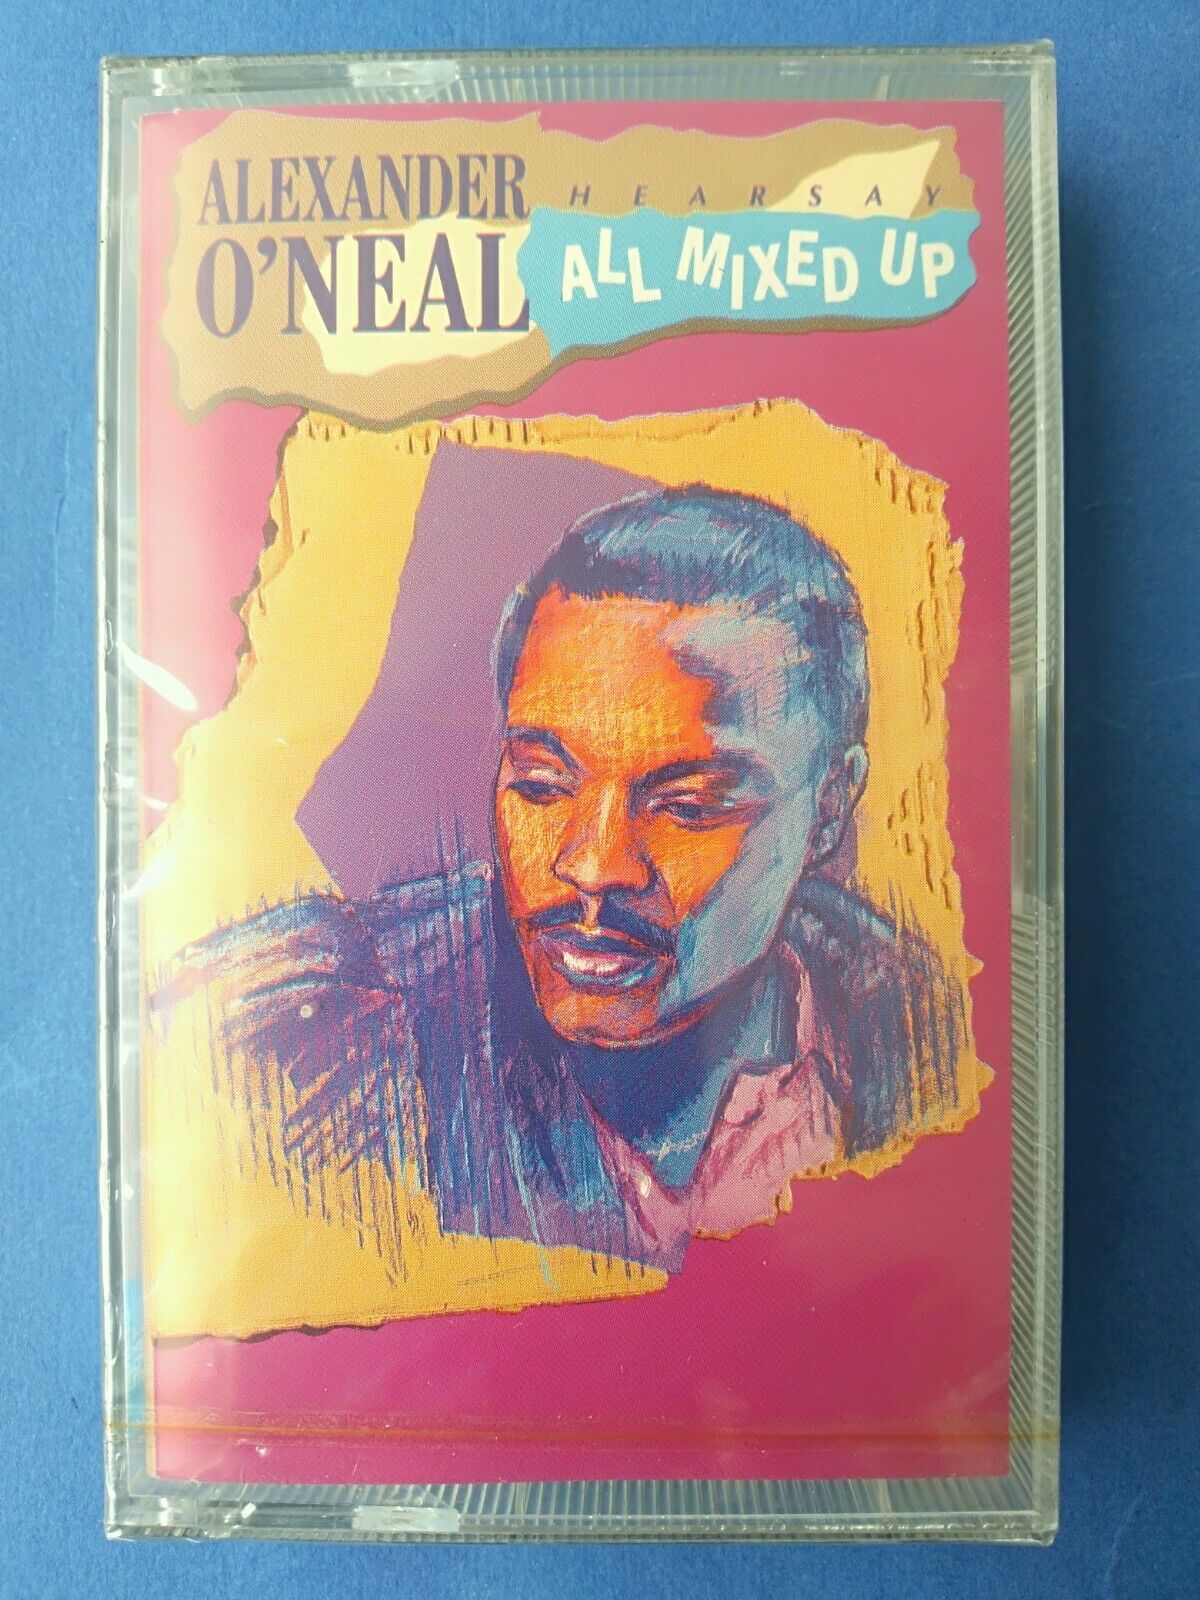 ALEXANDER
O'NEAL
HEARSAY
ALL MIXED UP